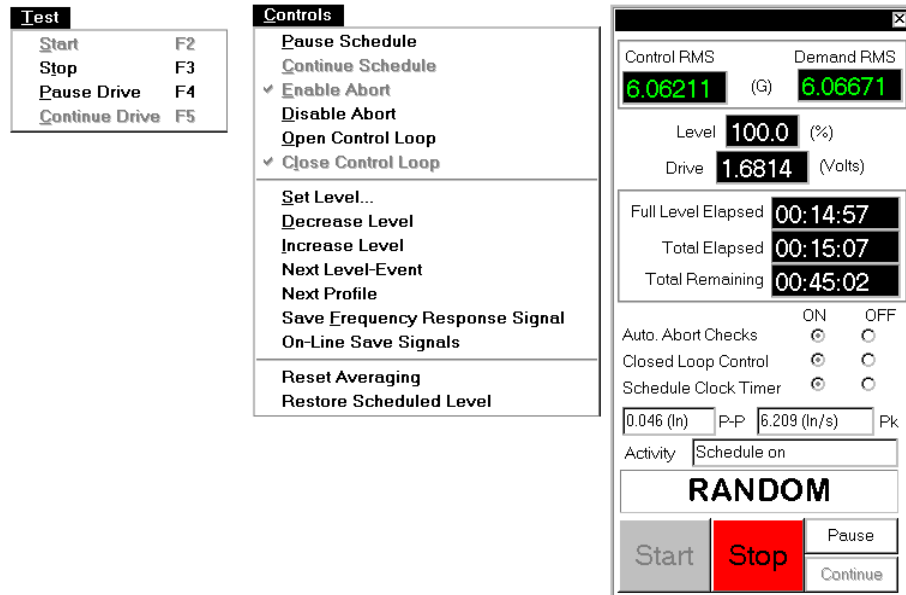 Test
Start F2
Stop F3
Pause Drive F4
Continue Drive F5
Controls
Pause Schedule
Continue Schedule
Enable Abort
Disable Abort
Open Control Loop
Close Control Loop
Set Level...
Decrease Level
Increase Level
Next Level-Event
Next Profile
Save Frequency Response Signal
On-Line Save Signals
Reset Averaging
Restore Scheduled Level
Control RMS Demand RMS
6.06211 (G) 6.06671
Level 100.0 (%)
Drive 1.6814 (Volts)
Full Level Elapsed 00:14:57
Total Elapsed 00:15:07
Total Remaining 00:45:02
ON OFF
Auto. Abort Checks
Closed Loop Control
Schedule Clock Timer
0.046 (In) P-P 6.209 (In/s) Pk
Activity Schedule on
RANDOM
Start Stop Pause
Continue